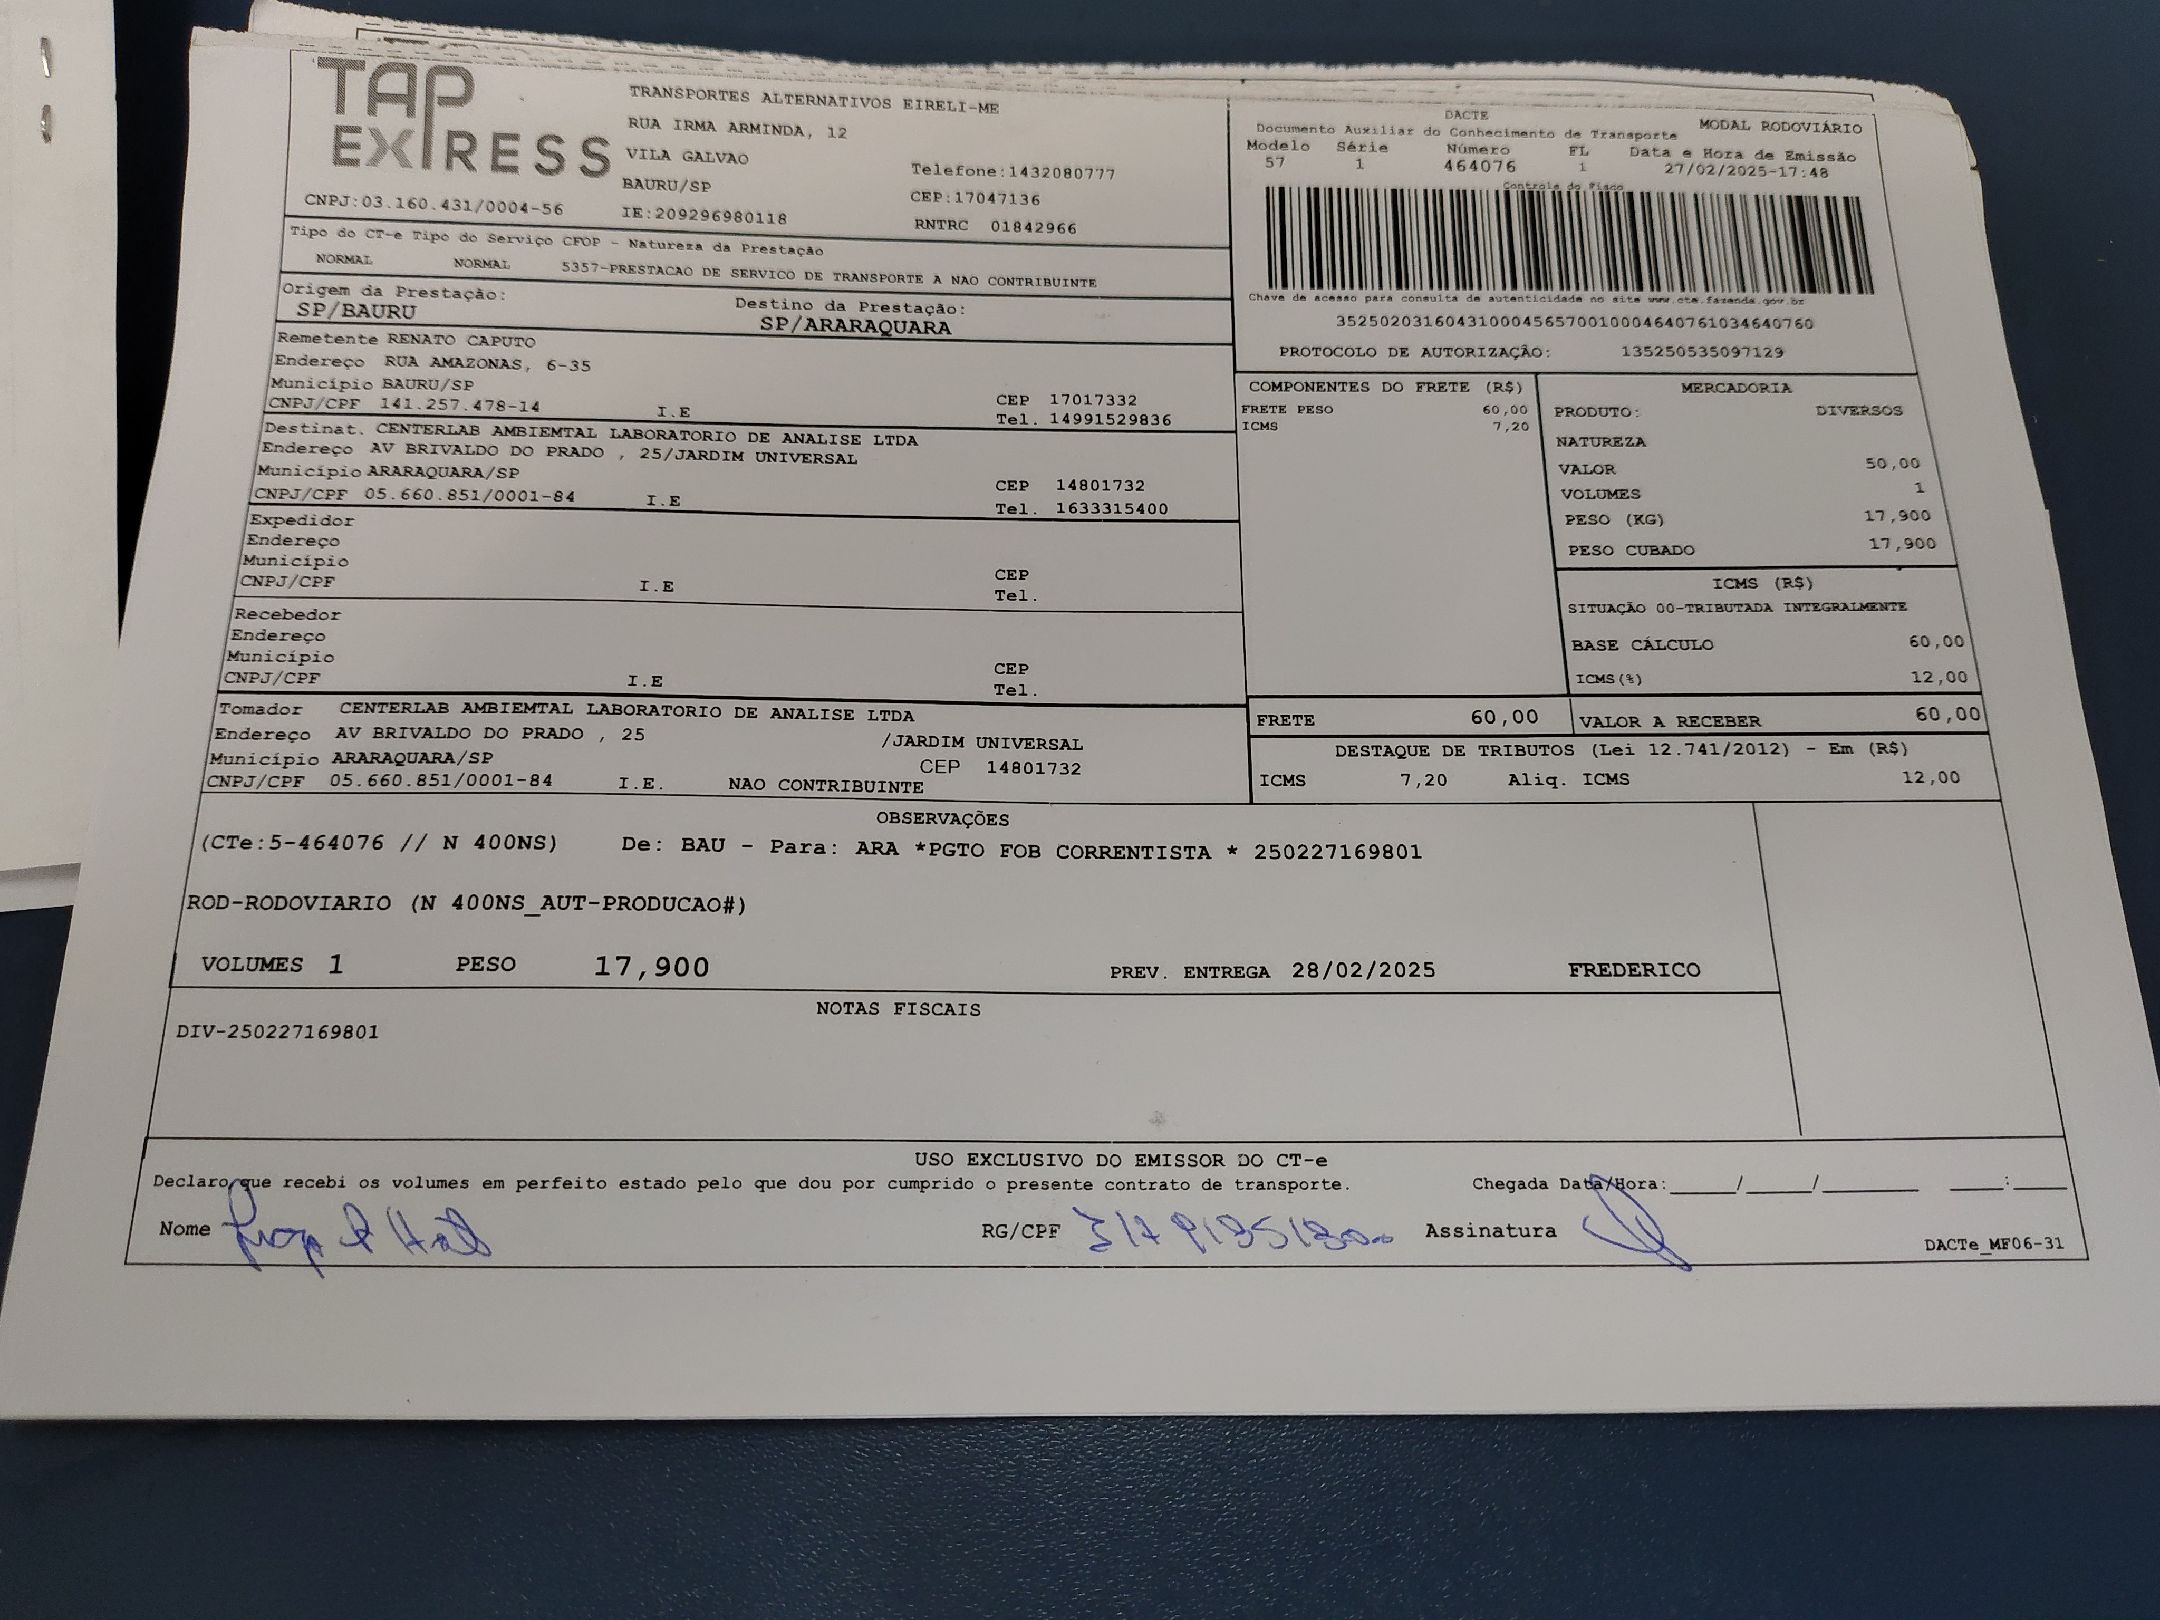 TAP EXPRESS
CNPJ:03.160.431/0004-56
TRANSPORTES ALTERNATIVOS EIRELI-ME
RUA IRMA ARMINDA, 12
VILA GALVAO
BAURU/SP
IE:209296980118
Telefone:1432080777
CEP:17047136
RNTRC 01842966
DACTE
Documento Auxiliar do Conhecimento de Transporte
MODAL RODOVIÁRIO
Modelo Série Número FL Data e Hora de Emissão
57 1 464076 1 27/02/2025-17:48
Controle do Fisco
Chave de acesso para consulta de autenticidade no site www.cte.fazenda.gov.br
35250203160431000456570010004640761034640760
PROTOCOLO DE AUTORIZAÇÃO: 135250535097129
Tipo do CT-e Tipo do Serviço CFOP - Natureza da Prestação
NORMAL NORMAL 5357-PRESTACAO DE SERVICO DE TRANSPORTE A NAO CONTRIBUINTE
Origem da Prestação: Destino da Prestação:
SP/BAURU SP/ARARAQUARA
Remetente RENATO CAPUTO
Endereço RUA AMAZONAS, 6-35
Município BAURU/SP CEP 17017332
CNPJ/CPF 141.257.478-14 I.E Tel. 14991529836
Destinat. CENTERLAB AMBIEMTAL LABORATORIO DE ANALISE LTDA
Endereço AV BRIVALDO DO PRADO , 25/JARDIM UNIVERSAL
Município ARARAQUARA/SP CEP 14801732
CNPJ/CPF 05.660.851/0001-84 I.E Tel. 1633315400
Expedidor
Endereço
Município CEP
CNPJ/CPF I.E Tel.
Recebedor
Endereço
Município CEP
CNPJ/CPF I.E Tel.
Tomador CENTERLAB AMBIEMTAL LABORATORIO DE ANALISE LTDA
Endereço AV BRIVALDO DO PRADO , 25 /JARDIM UNIVERSAL
Município ARARAQUARA/SP CEP 14801732
CNPJ/CPF 05.660.851/0001-84 I.E. NAO CONTRIBUINTE
COMPONENTES DO FRETE (R$)
FRETE PESO 60,00
ICMS 7,20
MERCADORIA
PRODUTO: DIVERSOS
NATUREZA
VALOR 50,00
VOLUMES 1
PESO (KG) 17,900
PESO CUBADO 17,900
ICMS (R$)
SITUAÇÃO 00-TRIBUTADA INTEGRALMENTE
BASE CÁLCULO 60,00
ICMS(%) 12,00
FRETE 60,00 VALOR A RECEBER 60,00
DESTAQUE DE TRIBUTOS (Lei 12.741/2012) - Em (R$)
ICMS 7,20 Aliq. ICMS 12,00
OBSERVAÇÕES
(CTe:5-464076 // N 400NS) De: BAU - Para: ARA *PGTO FOB CORRENTISTA * 250227169801
ROD-RODOVIARIO (N 400NS_AUT-PRODUCAO#)
VOLUMES 1 PESO 17,900 PREV. ENTREGA 28/02/2025 FREDERICO
NOTAS FISCAIS
DIV-250227169801
USO EXCLUSIVO DO EMISSOR DO CT-e
Declaro que recebi os volumes em perfeito estado pelo que dou por cumprido o presente contrato de transporte. Chegada Data/Hora:____/____/______ ___:___
Nome RG/CPF Assinatura
DACTe_MF06-31